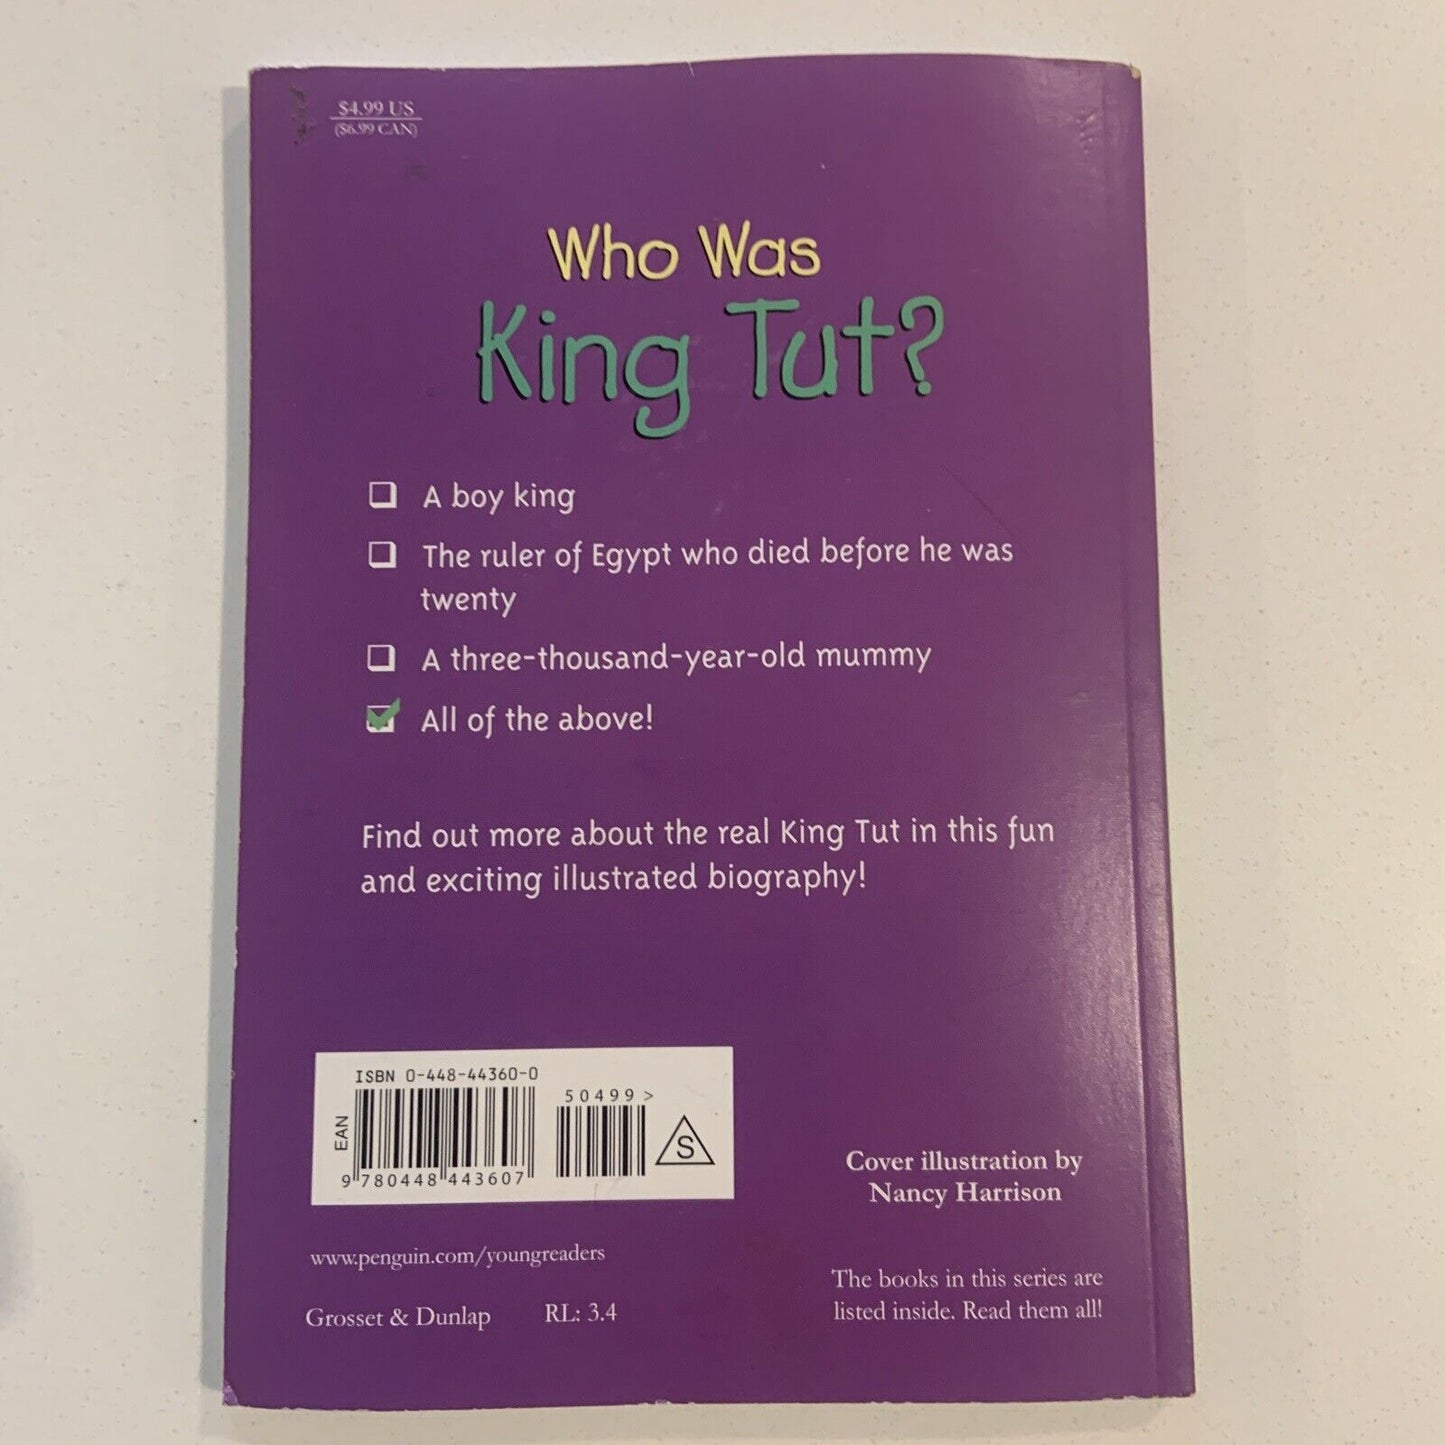 $4.99 US
($6.99 CAN)
Who Was
King Tut?
A boy king
The ruler of Egypt who died before he was
twenty
A three-thousand-year-old mummy
All of the above!
Find out more about the real King Tut in this fun
and exciting illustrated biography!
ISBN 0-448-44360-0
50499>
EAN
S
9 780448 443607
Cover illustration by
Nancy Harrison
www.penguin.com/youngreaders
The books in this series are
listed inside. Read them all!
Grosset & Dunlap RL: 3.4